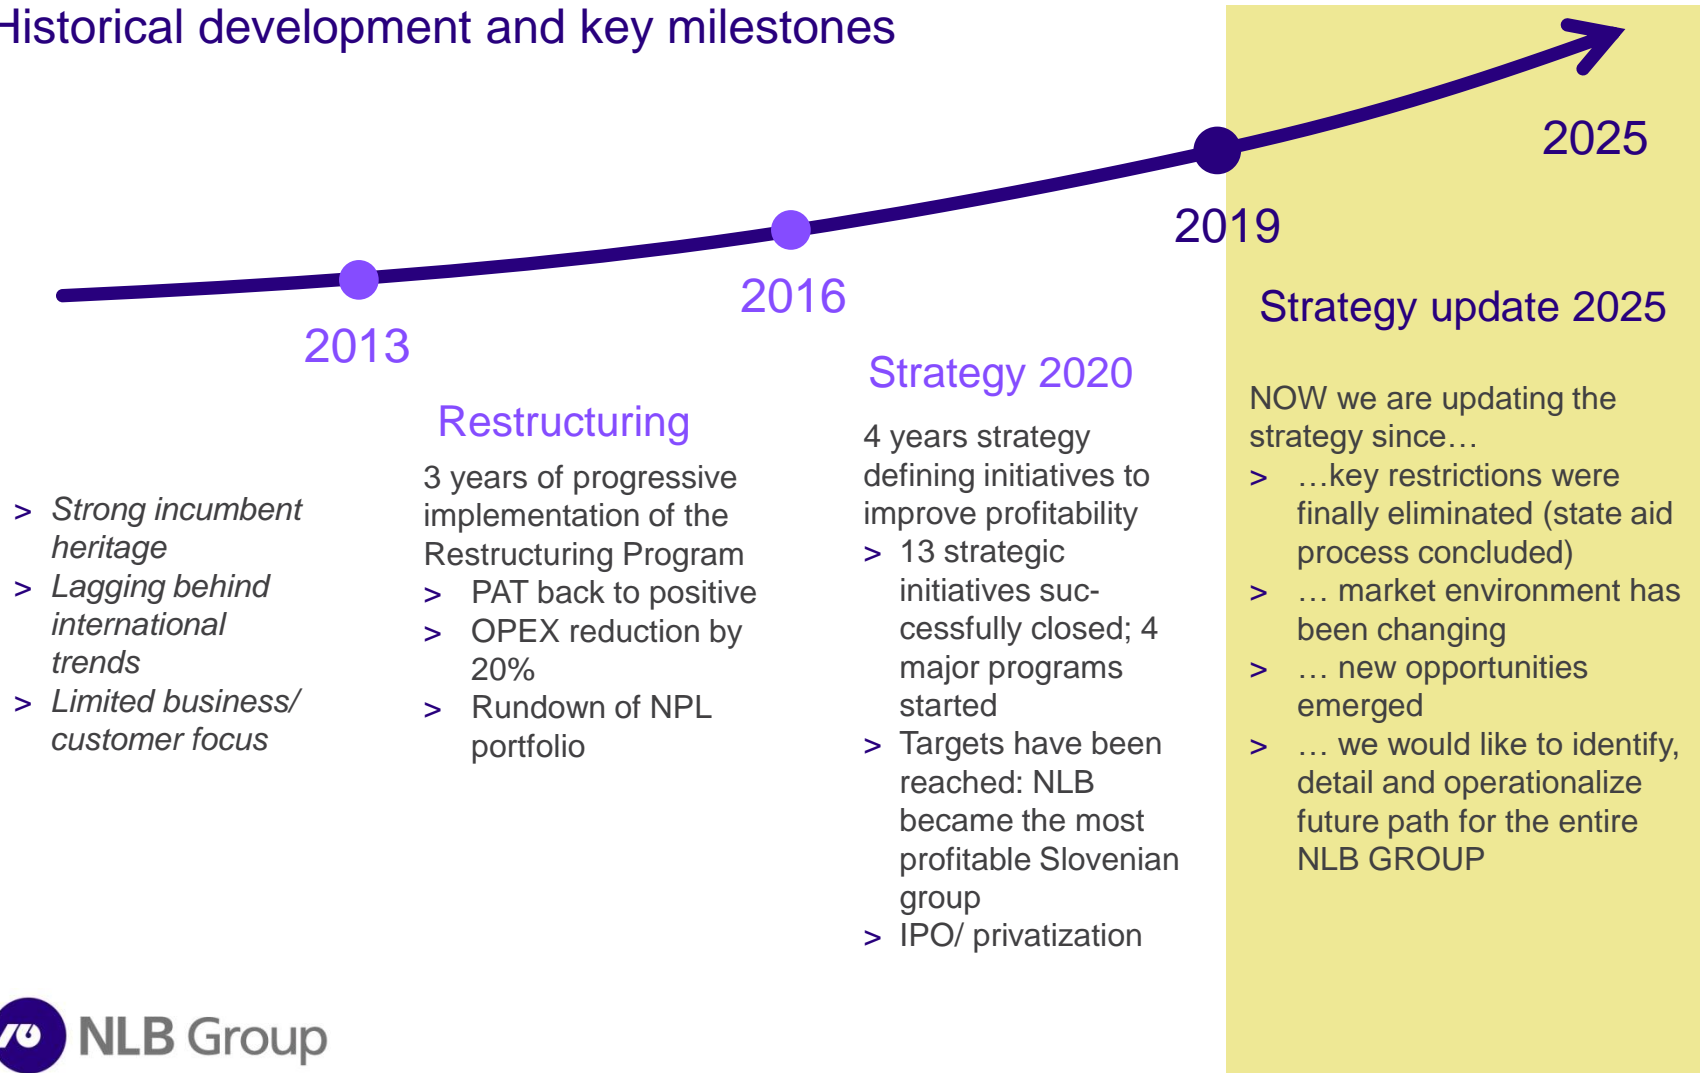 Historical development and key milestones
2025
2019
2016
2013
> Strong incumbent
heritage
> Lagging behind
international
trends
> Limited business/
customer focus
Restructuring
3 years of progressive
implementation of the
Restructuring Program
> PAT back to positive
> OPEX reduction by
20%
> Rundown of NPL
portfolio
Strategy 2020
4 years strategy
defining initiatives to
improve profitability
> 13 strategic
initiatives suc-
cessfully closed; 4
major programs
started
> Targets have been
reached: NLB
became the most
profitable Slovenian
group
> IPO/ privatization
Strategy update 2025
NOW we are updating the
strategy since…
> …key restrictions were
finally eliminated (state aid
process concluded)
> … market environment has
been changing
> … new opportunities
emerged
> … we would like to identify,
detail and operationalize
future path for the entire
NLB GROUP
NLB Group